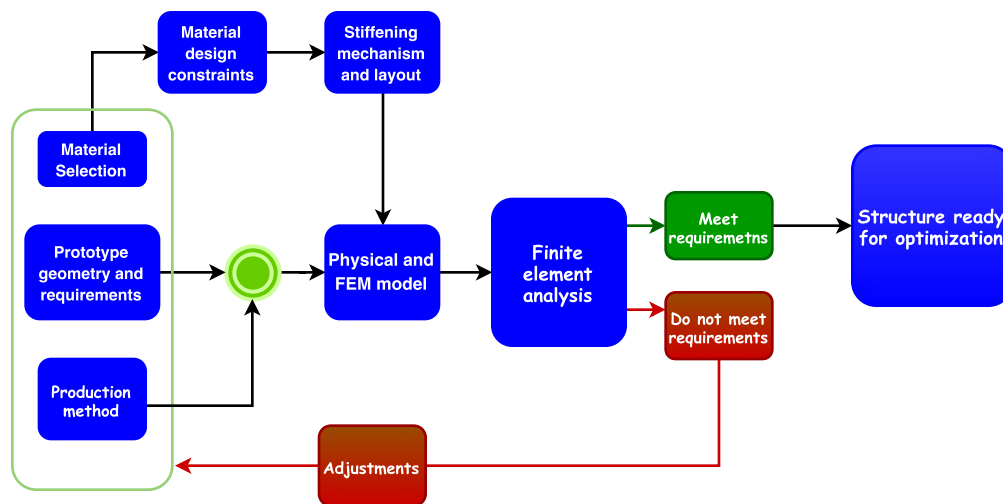 Material
design
constraints
Stiffening
mechanism
and layout
Material
Selection
Prototype
geometry and
requirements
Physical and
FEM model
Finite
element
analysis
Meet
requiremetns
Structure ready
for optimization
Do not meet
requirements
Production
method
Adjustments